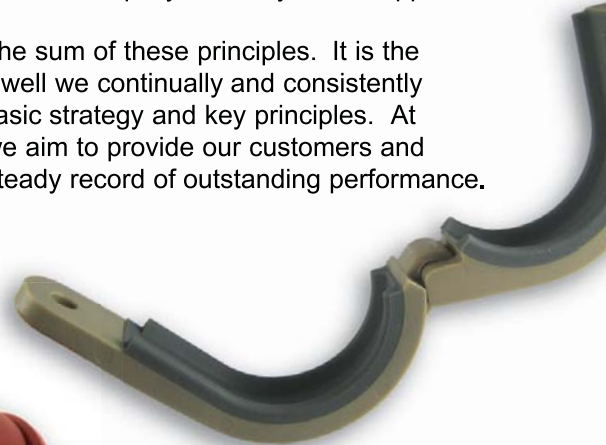 he sum of these principles.  It is the
well we continually and consistently
asic strategy and key principles.  At
e aim to provide our customers and
teady record of outstanding performance.